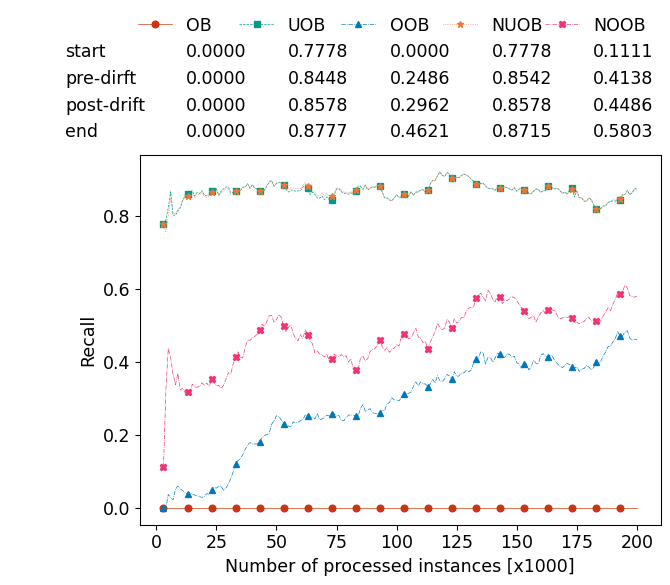 OB UOB OOB NUOB NOOB
start 0.0000 0.7778 0.0000 0.7778 0.1111
pre-dirft 0.0000 0.8448 0.2486 0.8542 0.4138
post-drift 0.0000 0.8578 0.2962 0.8578 0.4486
end 0.0000 0.8777 0.4621 0.8715 0.5803
0.8
0.6
0.4
0.2
0.0
Recall
0 25 50 75 100 125 150 175 200
Number of processed instances [x1000]